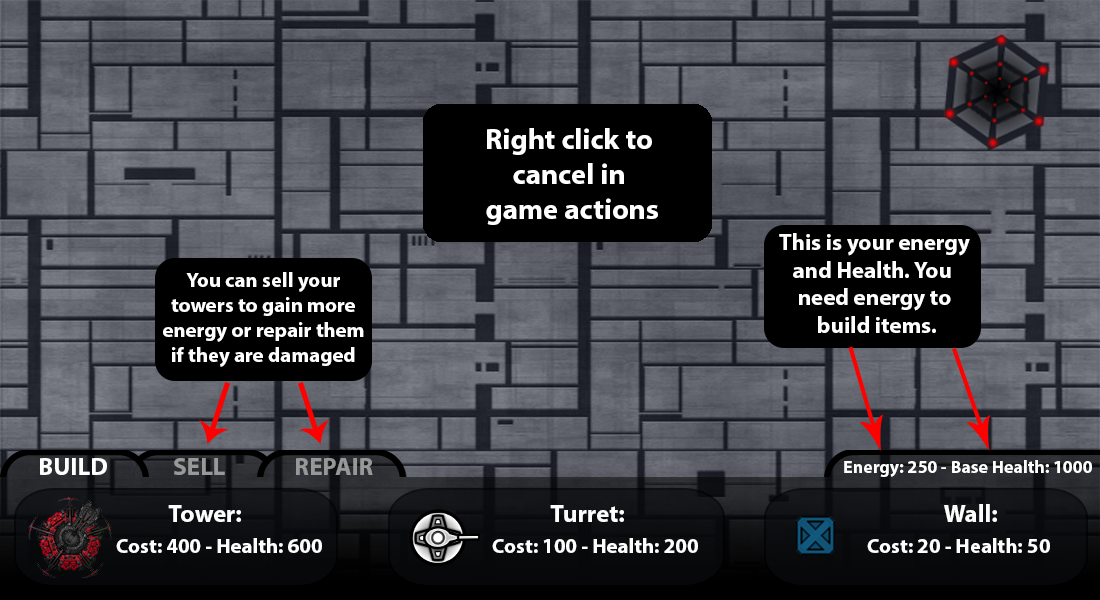 Right click to
cancel in
game actions
This is your energy
and Health. You
need energy to
build items.
You can sell your
towers to gain more
energy or repair them
if they are damaged
BUILD
SELL
REPAIR
Energy: 250 - Base Health: 1000
Tower:
Cost: 400 - Health: 600
Turret:
Cost: 100 - Health: 200
Wall:
Cost: 20 - Health: 50